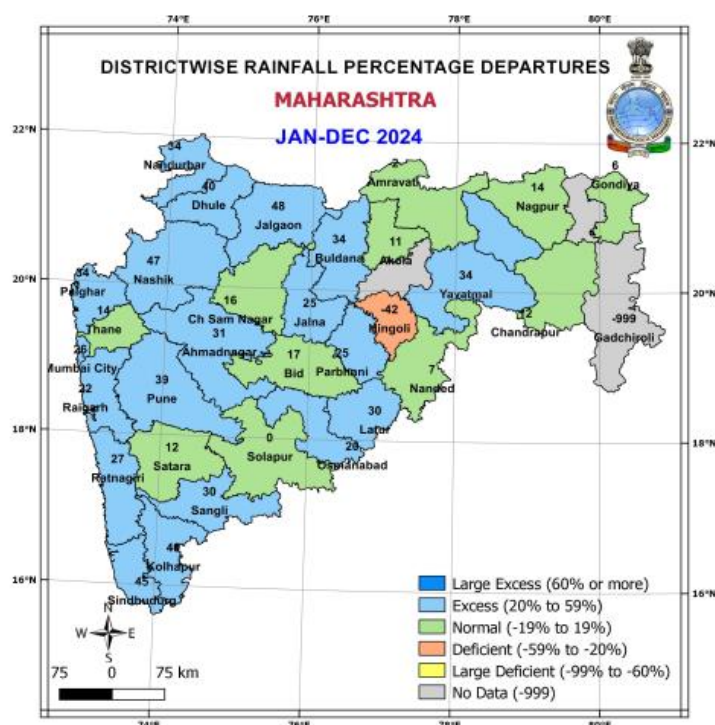 74°E 76°E 78°E 80°E
DISTRICTWISE RAINFALL PERCENTAGE DEPARTURES
MAHARASHTRA
JAN-DEC 2024
22°N 22°N
34
Nandurbar
2
Amravati
6
Gondiya
40
Dhule
14
Nagpur
48
Jalgaon
34
Buldana
11
Akola
47
Nashik
20°N 20°N
34
Palghar
34
Yavatmal
14
Thane
16
Ch Sam Nagar
25
Jalna
-42
Hingoli
12
Chandrapur
-999
Gadchiroli
31
Ahmadnagar
Mumbai City
17
Bid
25
Parbhani
7
Nanded
39
Pune
22
Raigarh
30
Latur
18°N 18°N
0
Solapur
Osmanabad
27
Ratnagiri
12
Satara
30
Sangli
Kolhapur
16°N 16°N
45
Sindhudurg
Large Excess (60% or more)
Excess (20% to 59%)
Normal (-19% to 19%)
Deficient (-59% to -20%)
Large Deficient (-99% to -60%)
No Data (-999)
N
W E
S
75 0 75 km
74°E 76°E 78°E 80°E